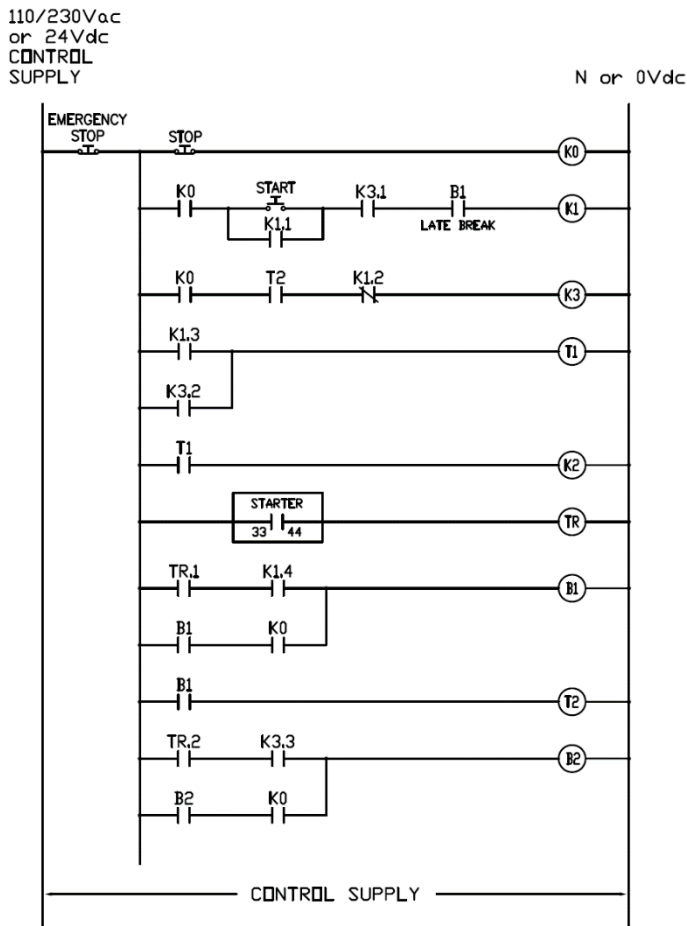 110/230Vac
or 24Vdc
CONTROL
SUPPLY
N or 0Vdc
EMERGENCY
STOP
STOP
K0
K0
START
K1.1
K3.1
B1
LATE BREAK
K1
K0
T2
K1.2
K3
K1.3
T1
K3.2
T1
K2
STARTER
33 44
TR
TR.1
K1.4
B1
B1
K0
B1
T2
TR.2
K3.3
B2
B2
K0
CONTROL SUPPLY